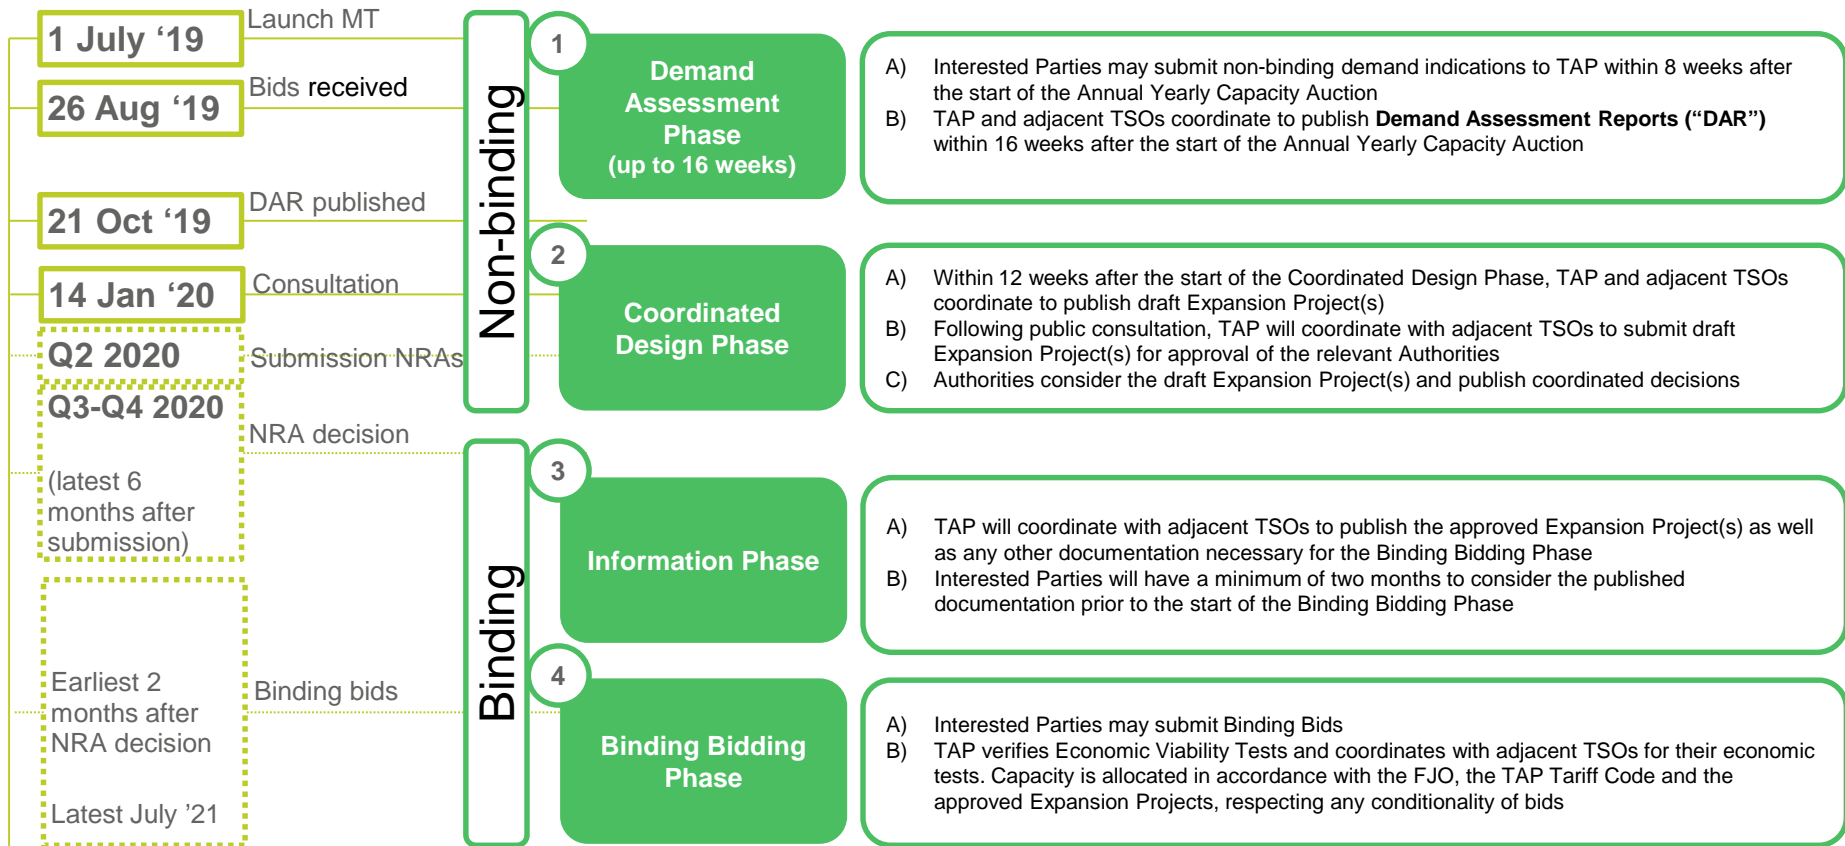 1 July ‘19
Launch MT
26 Aug ‘19
Bids received
21 Oct ‘19
DAR published
14 Jan ‘20
Consultation
Q2 2020
Submission NRAs
Q3-Q4 2020
(latest 6
months after
submission)
NRA decision
Earliest 2
months after
NRA decision
Latest July ’21
Binding bids
Non-binding
1
Demand
Assessment
Phase
(up to 16 weeks)
A) Interested Parties may submit non-binding demand indications to TAP within 8 weeks after
the start of the Annual Yearly Capacity Auction
B) TAP and adjacent TSOs coordinate to publish Demand Assessment Reports (“DAR”)
within 16 weeks after the start of the Annual Yearly Capacity Auction
2
Coordinated
Design Phase
A) Within 12 weeks after the start of the Coordinated Design Phase, TAP and adjacent TSOs
coordinate to publish draft Expansion Project(s)
B) Following public consultation, TAP will coordinate with adjacent TSOs to submit draft
Expansion Project(s) for approval of the relevant Authorities
C) Authorities consider the draft Expansion Project(s) and publish coordinated decisions
Binding
3
Information Phase
A) TAP will coordinate with adjacent TSOs to publish the approved Expansion Project(s) as well
as any other documentation necessary for the Binding Bidding Phase
B) Interested Parties will have a minimum of two months to consider the published
documentation prior to the start of the Binding Bidding Phase
4
Binding Bidding
Phase
A) Interested Parties may submit Binding Bids
B) TAP verifies Economic Viability Tests and coordinates with adjacent TSOs for their economic
tests. Capacity is allocated in accordance with the FJO, the TAP Tariff Code and the
approved Expansion Projects, respecting any conditionality of bids